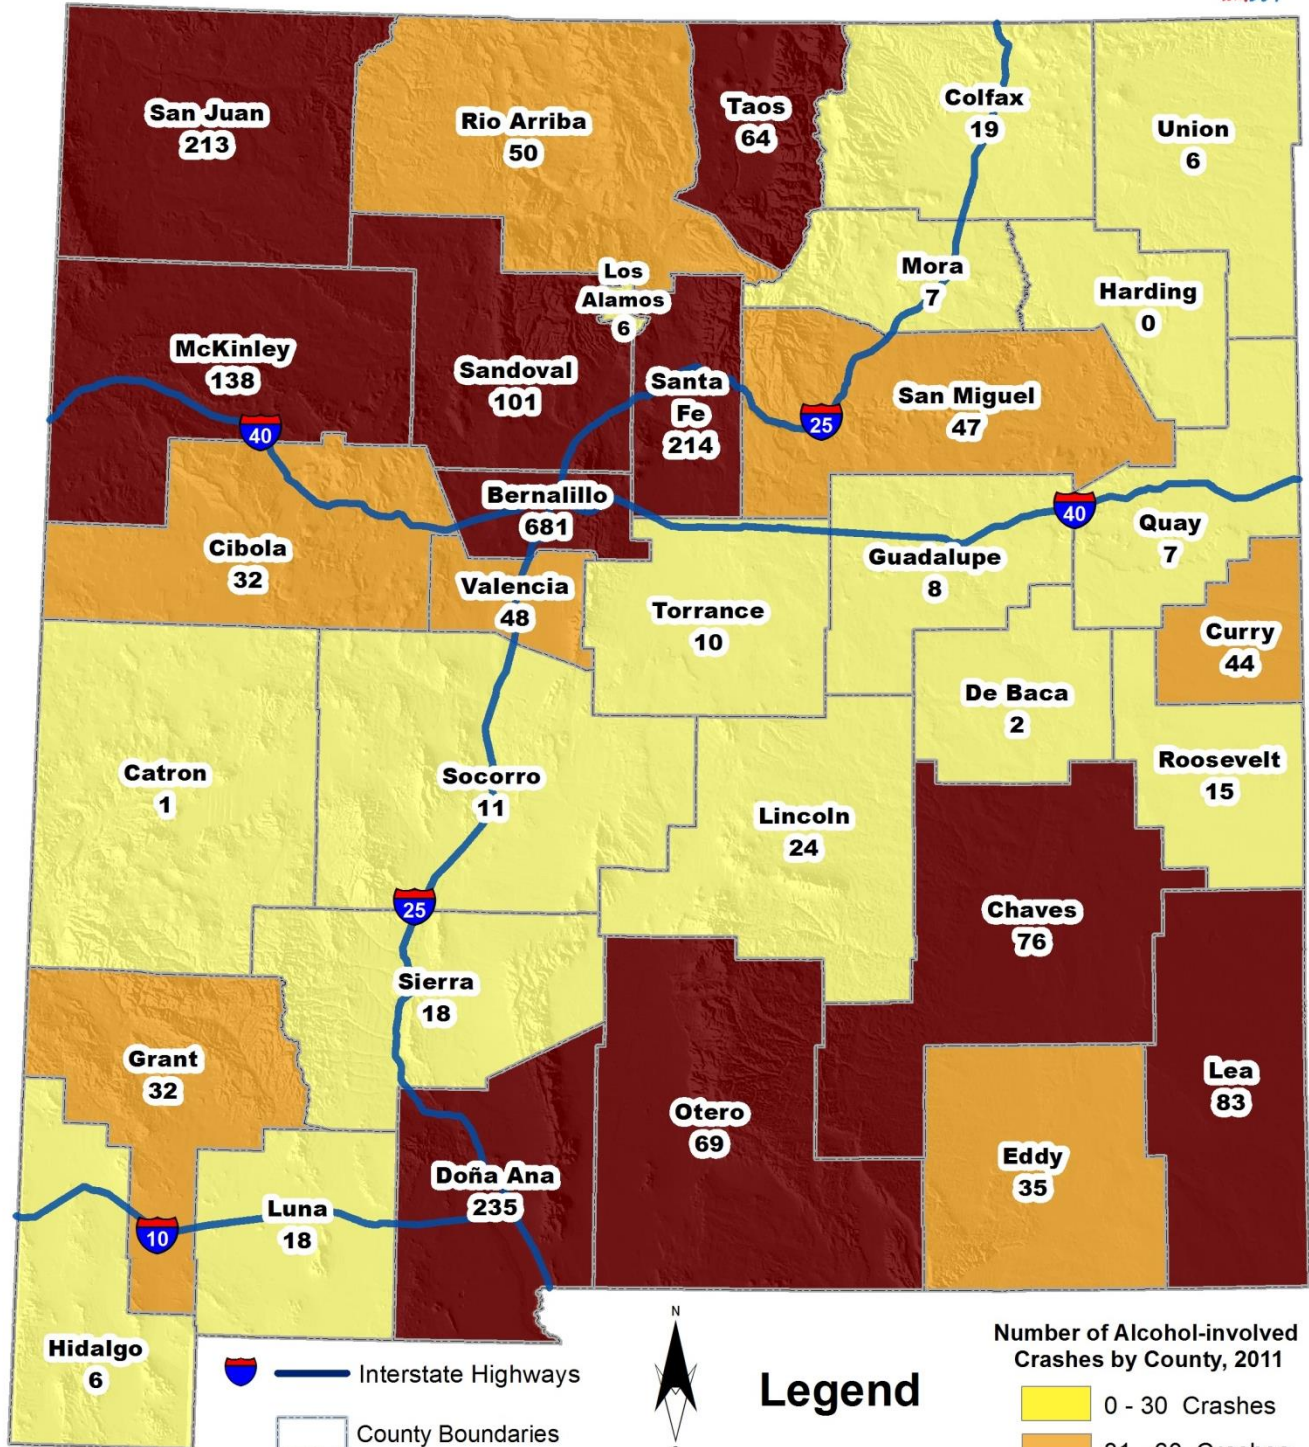 San Juan
213
Rio Arriba
50
Taos
64
Colfax
19
Union
6
Los
Alamos
6
Mora
7
Harding
0
McKinley
138
Sandoval
101
Santa
Fe
214
San Miguel
47
40
25
Bernalillo
681
40
Quay
7
Cibola
32
Valencia
48
Guadalupe
8
Torrance
10
Curry
44
De Baca
2
Catron
1
Socorro
11
Roosevelt
15
Lincoln
24
25
Chaves
76
Sierra
18
Grant
32
Otero
69
Lea
83
Eddy
35
Doña Ana
235
Luna
18
10
Hidalgo
6
Interstate Highways
County Boundaries
N
Legend
Number of Alcohol-involved
Crashes by County, 2011
0 - 30 Crashes